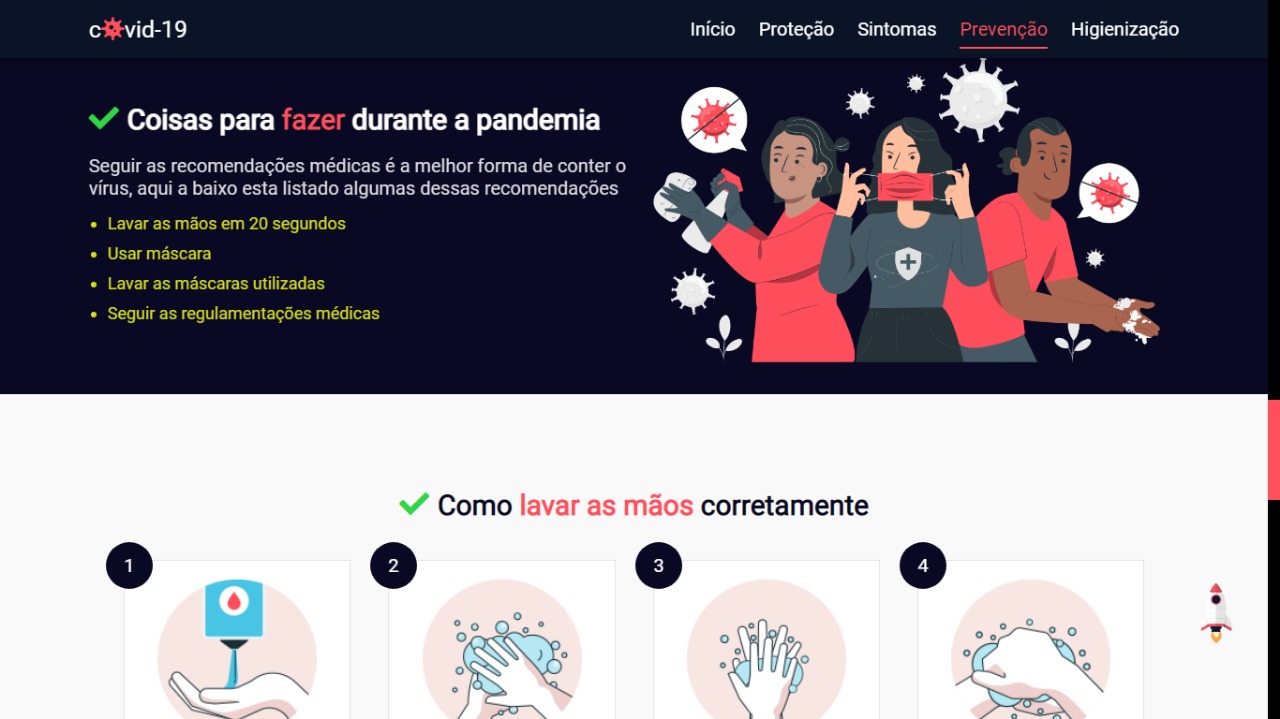 covid-19
Início Proteção Sintomas Prevenção Higienização
Coisas para fazer durante a pandemia
Seguir as recomendações médicas é a melhor forma de conter o
vírus, aqui a baixo esta listado algumas dessas recomendações
Lavar as mãos em 20 segundos
Usar máscara
Lavar as máscaras utilizadas
Seguir as regulamentações médicas
Como lavar as mãos corretamente
1 2 3 4